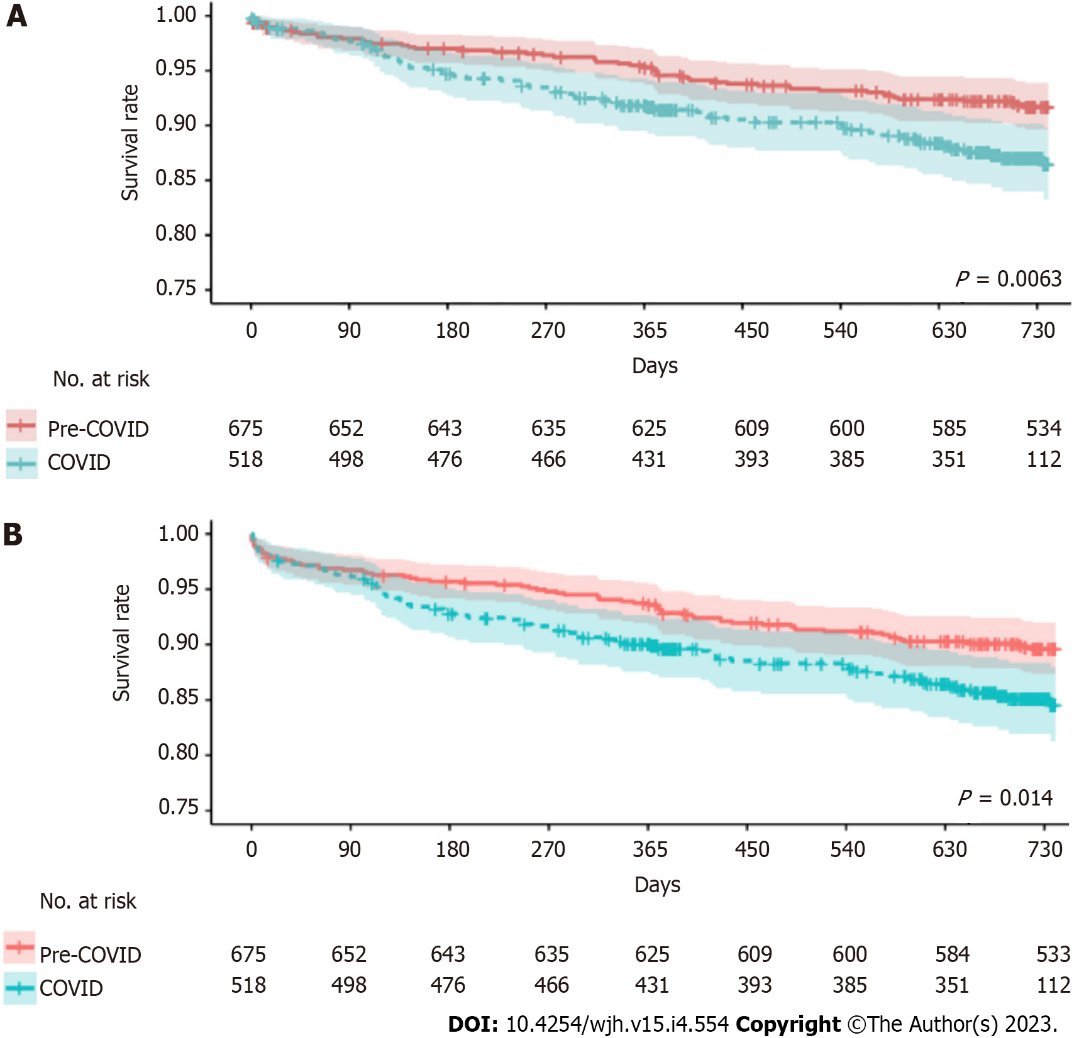 A
Survival rate
1.00
0.95
0.90
0.85
0.80
0.75
P = 0.0063
0 90 180 270 365 450 540 630 730
Days
No. at risk
Pre-COVID 675 652 643 635 625 609 600 585 534
COVID 518 498 476 466 431 393 385 351 112
B
Survival rate
1.00
0.95
0.90
0.85
0.80
0.75
P = 0.014
0 90 180 270 365 450 540 630 730
Days
No. at risk
Pre-COVID 675 652 643 635 625 609 600 584 533
COVID 518 498 476 466 431 393 385 351 112
DOI: 10.4254/wjh.v15.i4.554 Copyright ©The Author(s) 2023.